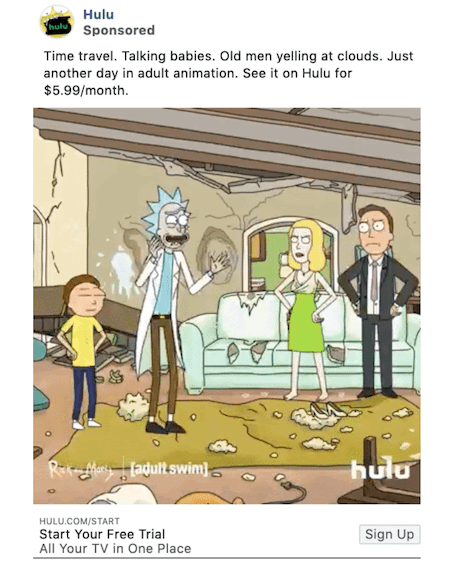 hulu
Hulu
Sponsored
Time travel. Talking babies. Old men yelling at clouds. Just
another day in adult animation. See it on Hulu for
$5.99/month.
Rick and Morty [adult swim]
hulu
HULU.COM/START
Start Your Free Trial
All Your TV in One Place
Sign Up